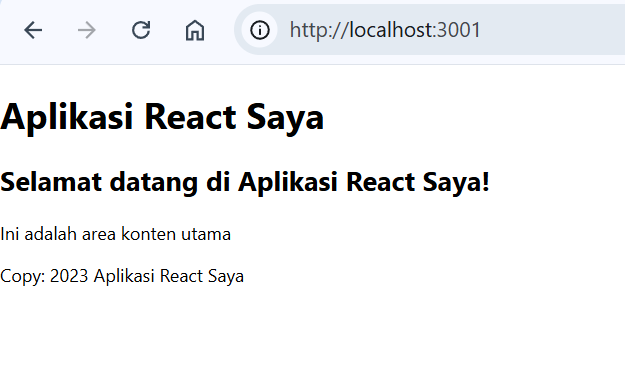 http://localhost:3001
Aplikasi React Saya
Selamat datang di Aplikasi React Saya!
Ini adalah area konten utama
Copy: 2023 Aplikasi React Saya